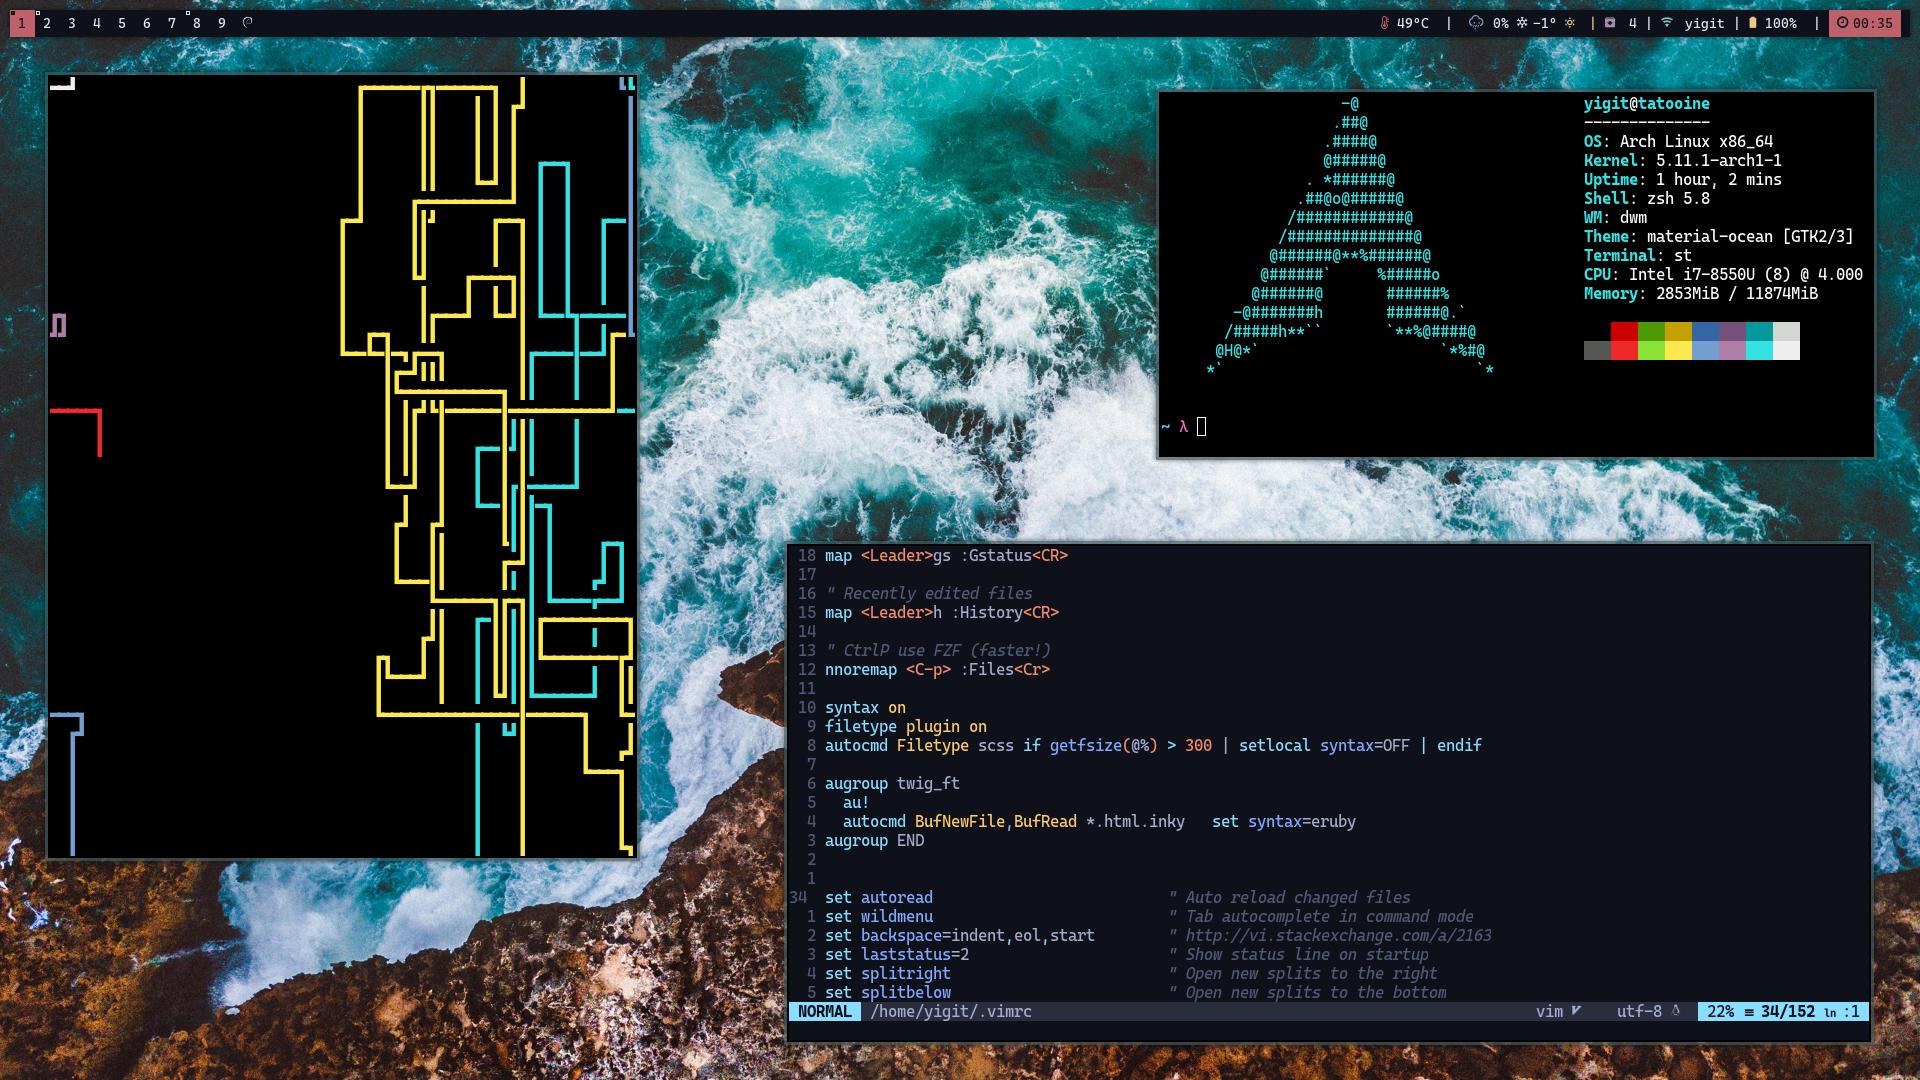 1 2 3 4 5 6 7 8 9
49°C | 0% -1° | 4 | yigit | 100% | 00:35
-@
.##@
.####@
@#####@
. *######@
.##@o@#####@
/############@
/##############@
@######@**%######@
@######` %#####o
@######@ ######%
-@#######h ######@.`
/#####h**`` `**%@####@
@H@*` `*%#@
*` `*
yigit@tatooine
--------------
OS: Arch Linux x86_64
Kernel: 5.11.1-arch1-1
Uptime: 1 hour, 2 mins
Shell: zsh 5.8
WM: dwm
Theme: material-ocean [GTK2/3]
Terminal: st
CPU: Intel i7-8550U (8) @ 4.000
Memory: 2853MiB / 11874MiB
~ λ
18 map <Leader>gs :Gstatus<CR>
17
16 " Recently edited files
15 map <Leader>h :History<CR>
14
13 " CtrlP use FZF (faster!)
12 nnoremap <C-p> :Files<Cr>
11
10 syntax on
9 filetype plugin on
8 autocmd Filetype scss if getfsize(@%) > 300 | setlocal syntax=OFF | endif
7
6 augroup twig_ft
5 au!
4 autocmd BufNewFile,BufRead *.html.inky set syntax=eruby
3 augroup END
2
1
34 set autoread " Auto reload changed files
1 set wildmenu " Tab autocomplete in command mode
2 set backspace=indent,eol,start " http://vi.stackexchange.com/a/2163
3 set laststatus=2 " Show status line on startup
4 set splitright " Open new splits to the right
5 set splitbelow " Open new splits to the bottom
NORMAL /home/yigit/.vimrc vim utf-8 22% ≡ 34/152 ln :1